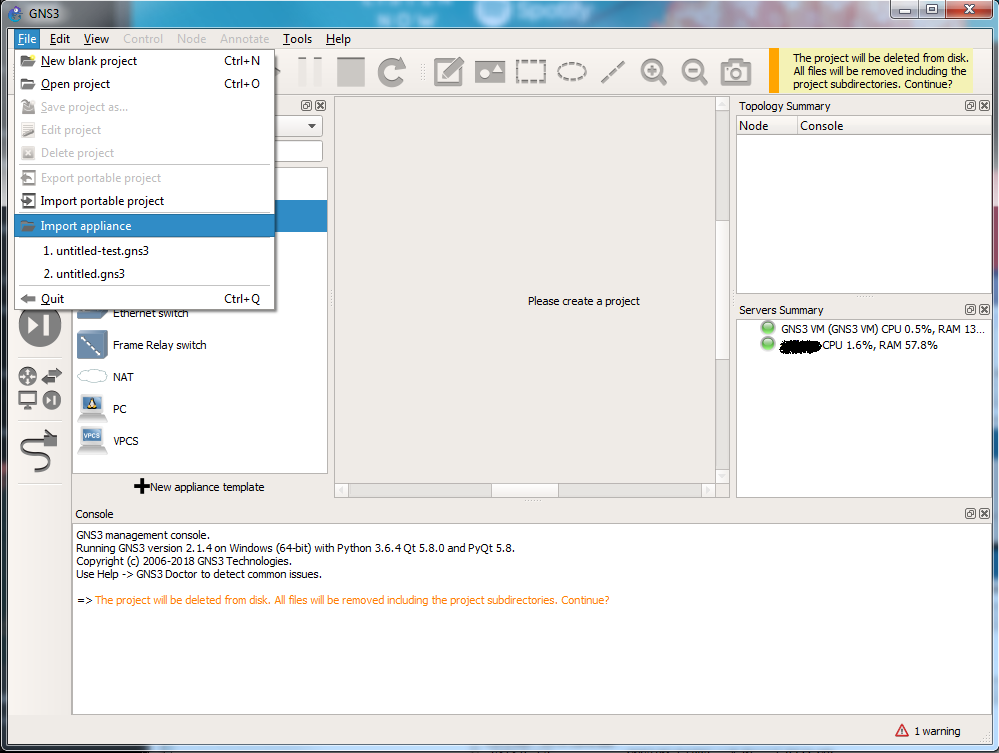 LISTEN
NOW
Spotify
GNS3
File Edit View Control Node Annotate Tools Help
New blank project Ctrl+N
Open project Ctrl+O
Save project as...
Edit project
Delete project
Export portable project
Import portable project
Import appliance
1. untitled-test.gns3
2. untitled.gns3
Quit Ctrl+Q
The project will be deleted from disk.
All files will be removed including the
project subdirectories. Continue?
Ethernet switch
Frame Relay switch
NAT
PC
VPCS
VPCS
New appliance template
Please create a project
Topology Summary
Node Console
Servers Summary
GNS3 VM (GNS3 VM) CPU 0.5%, RAM 13...
CPU 1.6%, RAM 57.8%
Console
GNS3 management console.
Running GNS3 version 2.1.4 on Windows (64-bit) with Python 3.6.4 Qt 5.8.0 and PyQt 5.8.
Copyright (c) 2006-2018 GNS3 Technologies.
Use Help -> GNS3 Doctor to detect common issues.
=> The project will be deleted from disk. All files will be removed including the project subdirectories. Continue?
1 warning